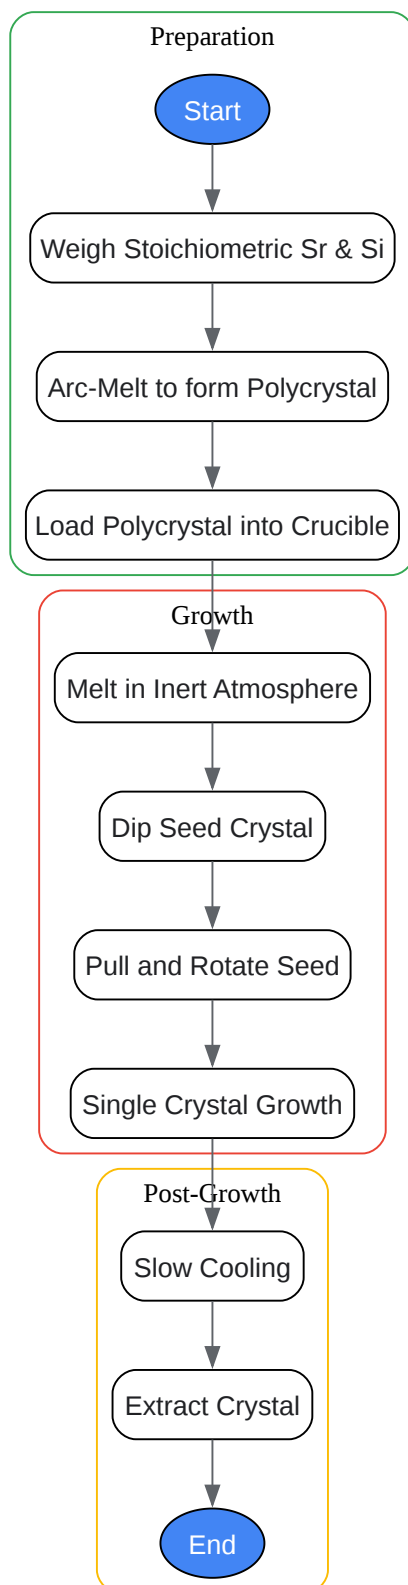 Preparation
Start
Weigh Stoichiometric Sr & Si
Arc-Melt to form Polycrystal
Load Polycrystal into Crucible
Growth
Melt in Inert Atmosphere
Dip Seed Crystal
Pull and Rotate Seed
Single Crystal Growth
Post-Growth
Slow Cooling
Extract Crystal
End